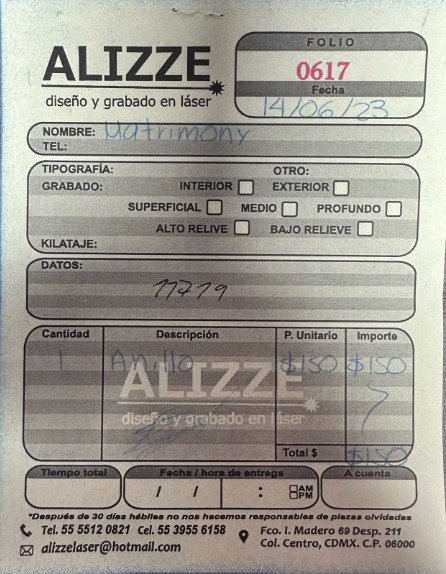 ALIZZE
diseño y grabado en láser
FOLIO
0617
Fecha
14/06/23
NOMBRE: Matrimony
TEL:
TIPOGRAFÍA: OTRO:
GRABADO: INTERIOR EXTERIOR
SUPERFICIAL MEDIO PROFUNDO
ALTO RELIVE BAJO RELIEVE
KILATAJE:
DATOS:
11719
Cantidad Descripción P. Unitario Importe
1 Anillo $150 $150
ALIZZE
diseño y grabado en láser
Total $ $150
Tiempo total Fecha / hora de entrega A cuenta
/ / : AM
PM
*Después de 30 días hábiles no nos hacemos responsables de piezas olvidadas
Tel. 55 5512 0821 Cel. 55 3955 6158 Fco. I. Madero 69 Desp. 211
alizzelaser@hotmail.com Col. Centro, CDMX. C.P. 06000